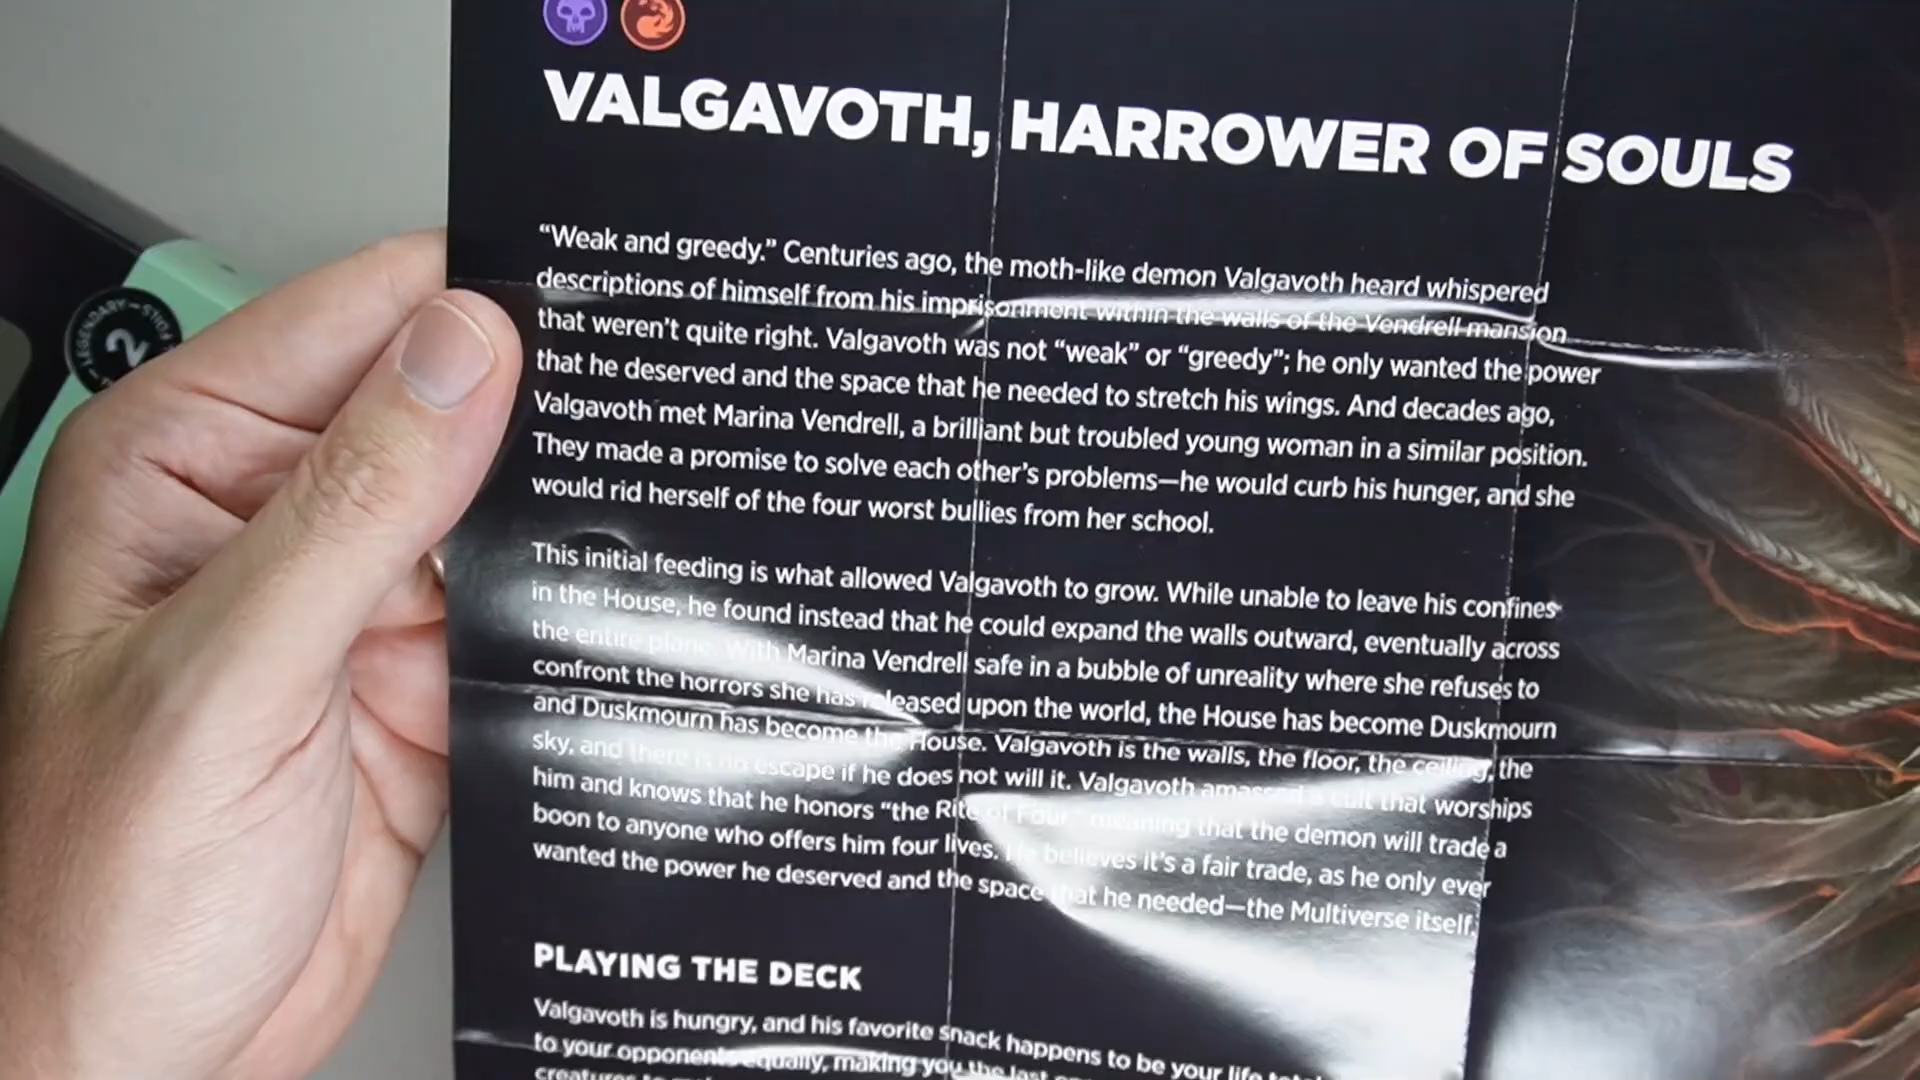 VALGAVOTH, HARROWER OF SOULS
“Weak and greedy.” Centuries ago, the moth-like demon Valgavoth heard whispered
descriptions of himself from his imprisonment within the walls of the Vendrell mansion
that weren’t quite right. Valgavoth was not “weak” or “greedy”; he only wanted the power
that he deserved and the space that he needed to stretch his wings. And decades ago,
Valgavoth met Marina Vendrell, a brilliant but troubled young woman in a similar position.
They made a promise to solve each other’s problems—he would curb his hunger, and she
would rid herself of the four worst bullies from her school.
This initial feeding is what allowed Valgavoth to grow. While unable to leave his confines
in the House, he found instead that he could expand the walls outward, eventually across
the entire plane. With Marina Vendrell safe in a bubble of unreality where she refuses to
confront the horrors she has released upon the world, the House has become Duskmourn
and Duskmourn has become the House. Valgavoth is the walls, the floor, the ceiling, the
sky, and there is no escape if he does not will it. Valgavoth amassed a cult that worships
him and knows that he honors “the Rite of Four,” meaning that the demon will trade a
boon to anyone who offers him four lives. He believes it’s a fair trade, as he only ever
wanted the power he deserved and the space that he needed—the Multiverse itself.
PLAYING THE DECK
Valgavoth is hungry, and his favorite snack happens to be your life
to your opponents equally, making you the last
creatures to
LEGENDARY
2